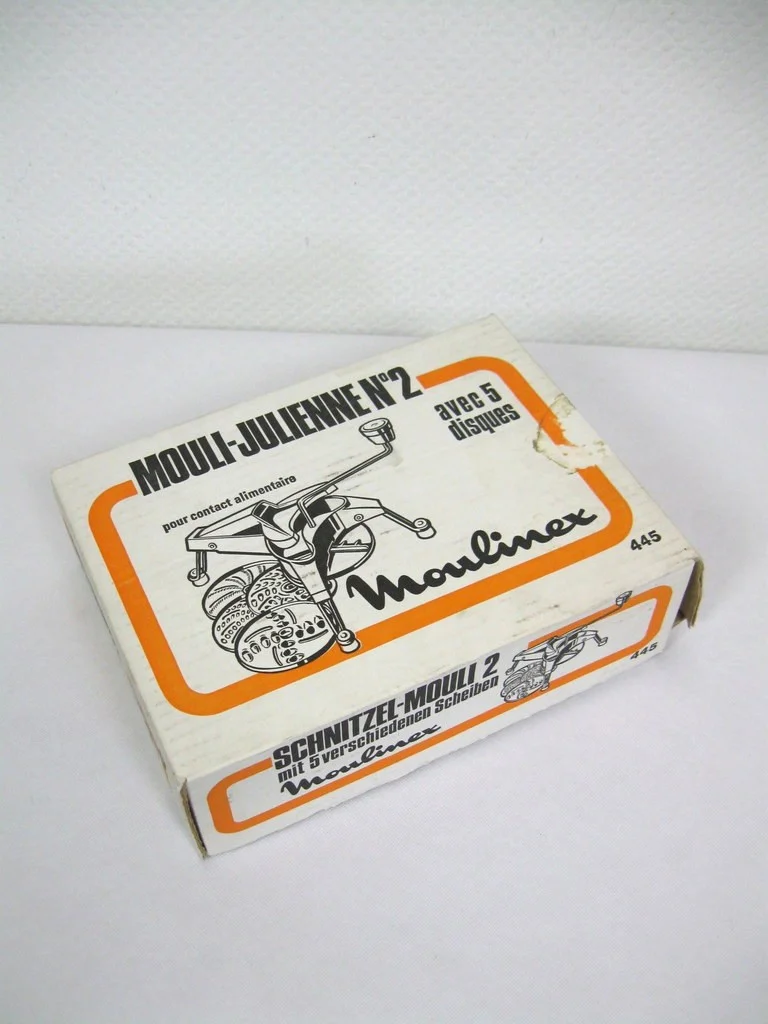 MOULI-JULIENNE Nº2
avec 5
disques
pour contact alimentaire
Moulinex
445
SCHNITZEL-MOULI 2
mit 5 verschiedenen Scheiben
Moulinex
445